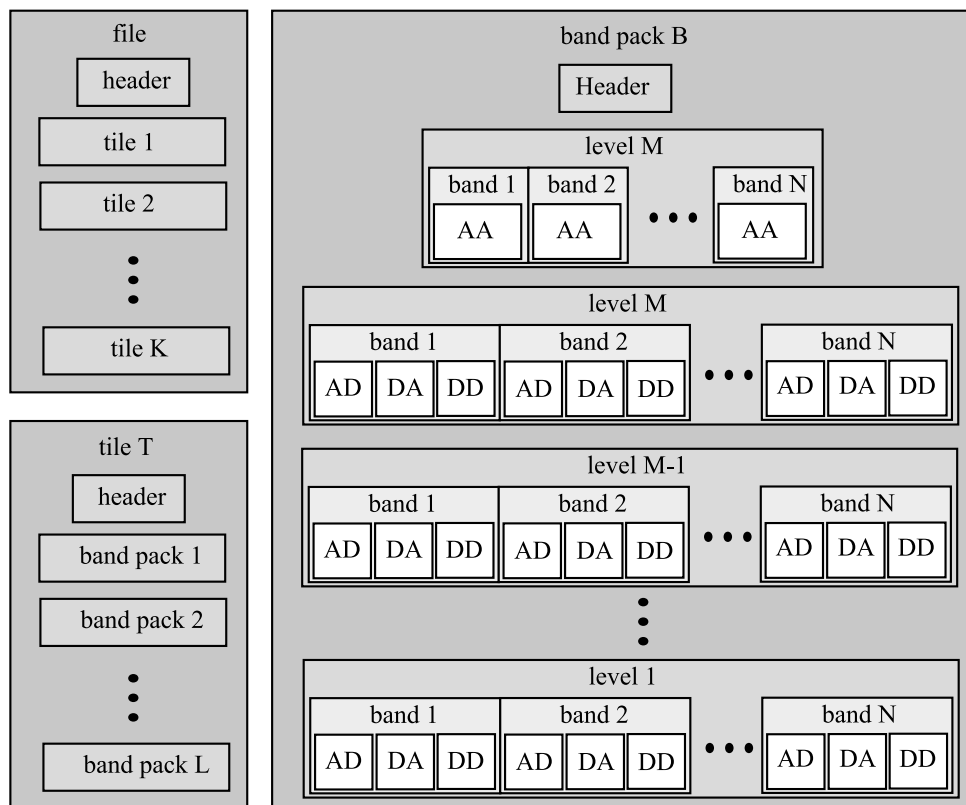 file
header
tile 1
tile 2
tile K
tile T
header
band pack 1
band pack 2
band pack L
band pack B
Header
level M
band 1 band 2 band N
AA AA AA
level M
band 1 band 2 band N
AD DA DD AD DA DD AD DA DD
level M-1
band 1 band 2 band N
AD DA DD AD DA DD AD DA DD
level 1
band 1 band 2 band N
AD DA DD AD DA DD AD DA DD